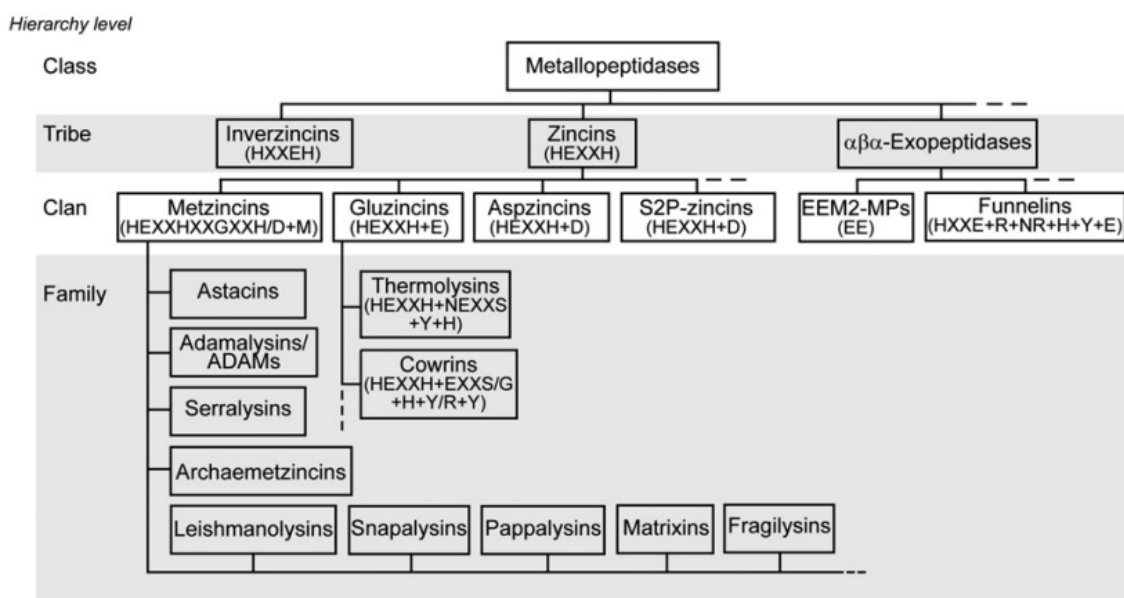 Hierarchy level
Class
Metallopeptidases
Tribe
Inverzincins
(HXXEH)
Zincins
(HEXXH)
αβα-Exopeptidases
Clan
Metzincins
(HEXXHXXGXXH/D+M)
Gluzincins
(HEXXH+E)
Aspzincins
(HEXXH+D)
S2P-zincins
(HEXXH+D)
EEM2-MPs
(EE)
Funnelins
(HXXE+R+NR+H+Y+E)
Family
Astacins
Adamalysins/
ADAMs
Serralysins
Archaemetzincins
Thermolysins
(HEXXH+NEXXS
+Y+H)
Cowrins
(HEXXH+EXXS/G
+H+Y/R+Y)
Leishmanolysins
Snapalysins
Pappalysins
Matrixins
Fragilysins